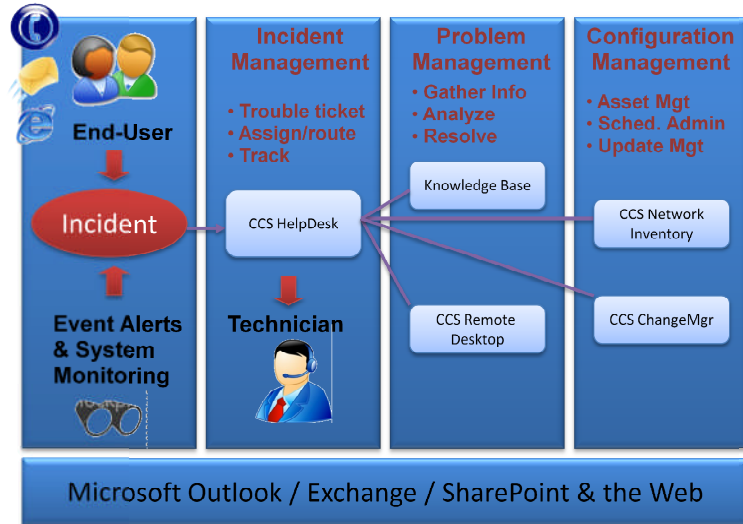 End-User
Incident
Event Alerts
& System
Monitoring
Incident
Management
• Trouble ticket
• Assign/route
• Track
CCS HelpDesk
Technician
Problem
Management
• Gather Info
• Analyze
• Resolve
Knowledge Base
CCS Remote
Desktop
Configuration
Management
• Asset Mgt
• Sched. Admin
• Update Mgt
CCS Network
Inventory
CCS ChangeMgr
Microsoft Outlook / Exchange / SharePoint & the Web